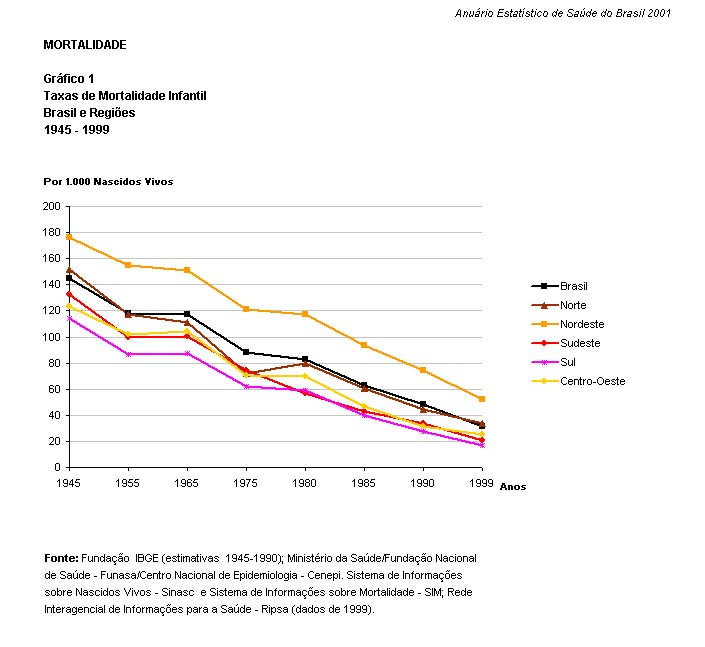 Anuário Estatístico de Saúde do Brasil 2001
MORTALIDADE
Gráfico 1
Taxas de Mortalidade Infantil
Brasil e Regiões
1945 - 1999
Por 1.000 Nascidos Vivos
200
180
160
140
120
100
80
60
40
20
0
1945 1955 1965 1975 1980 1985 1990 1999
Anos
Brasil
Norte
Nordeste
Sudeste
Sul
Centro-Oeste
Fonte: Fundação IBGE (estimativas 1945-1990); Ministério da Saúde/Fundação Nacional
de Saúde - Funasa/Centro Nacional de Epidemiologia - Cenepi. Sistema de Informações
sobre Nascidos Vivos - Sinasc e Sistema de Informações sobre Mortalidade - SIM; Rede
Interagencial de Informações para a Saúde - Ripsa (dados de 1999).